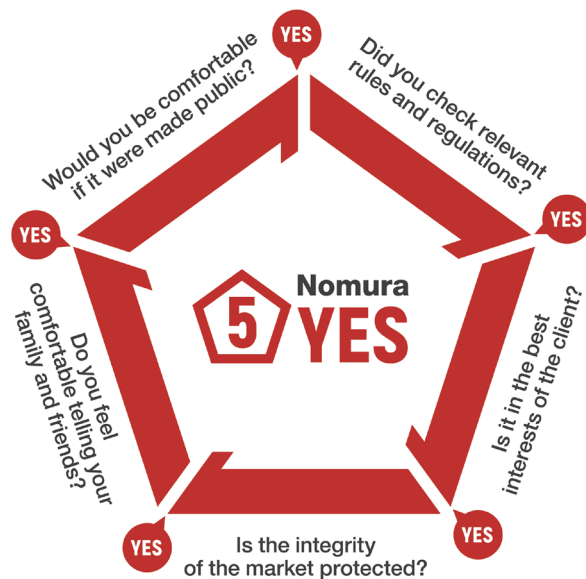 YES
Did you check relevant
rules and regulations?
YES
Is it in the best
interests of the client?
YES
Is the integrity
of the market protected?
YES
Do you feel
comfortable telling your
family and friends?
YES
Would you be comfortable
if it were made public?
5
Nomura
YES